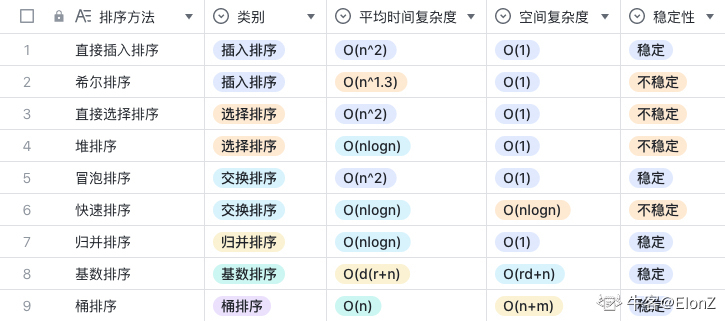 排序方法 类别 平均时间复杂度 空间复杂度 稳定性
1 直接插入排序 插入排序 O(n^2) O(1) 稳定
2 希尔排序 插入排序 O(n^1.3) O(1) 不稳定
3 直接选择排序 选择排序 O(n^2) O(1) 不稳定
4 堆排序 选择排序 O(nlogn) O(1) 不稳定
5 冒泡排序 交换排序 O(n^2) O(1) 稳定
6 快速排序 交换排序 O(nlogn) O(nlogn) 不稳定
7 归并排序 归并排序 O(nlogn) O(1) 稳定
8 基数排序 基数排序 O(d(r+n) O(rd+n) 稳定
9 桶排序 桶排序 O(n) O(n+m) 稳定
牛客@ElonZ